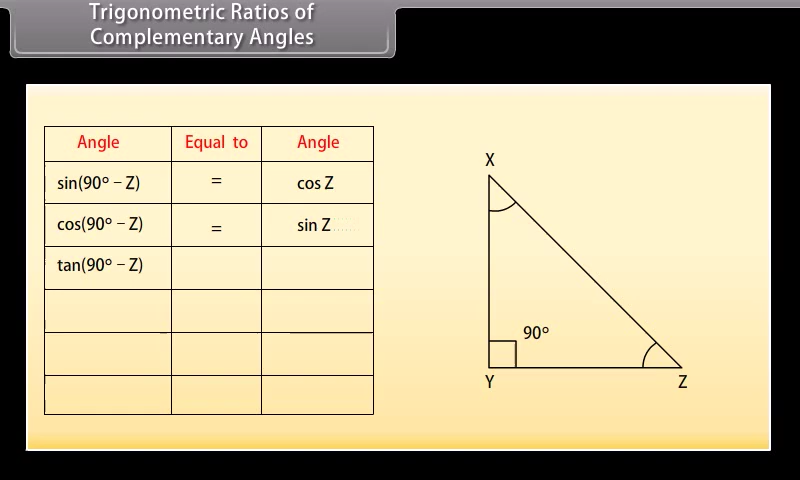 Trigonometric Ratios of
Complementary Angles
Angle Equal to Angle
sin(90° – Z) = cos Z
cos(90° – Z) = sin Z
tan(90° – Z)
X
90°
Y Z